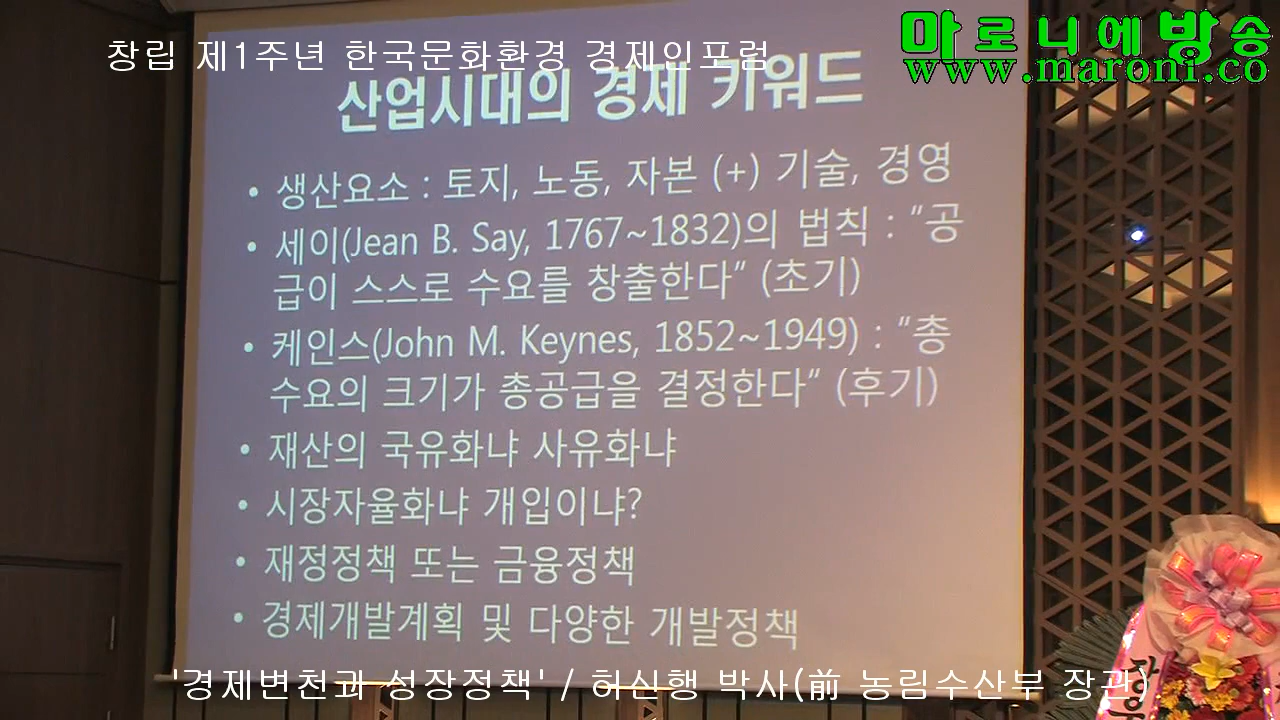 창립 제1주년 한국문화환경 경제인포럼
마로니에방송
www.maroni.co
산업시대의 경제 키워드
• 생산요소 : 토지, 노동, 자본 (+) 기술, 경영
• 세이(Jean B. Say, 1767~1832)의 법칙 : "공
급이 스스로 수요를 창출한다" (초기)
• 케인스(John M. Keynes, 1852~1949) : "총
수요의 크기가 총공급을 결정한다" (후기)
• 재산의 국유화냐 사유화냐
• 시장자율화냐 개입이냐?
• 재정정책 또는 금융정책
• 경제개발계획 및 다양한 개발정책
'경제변천과 성장정책' / 허신행 박사(前 농림수산부 장관)